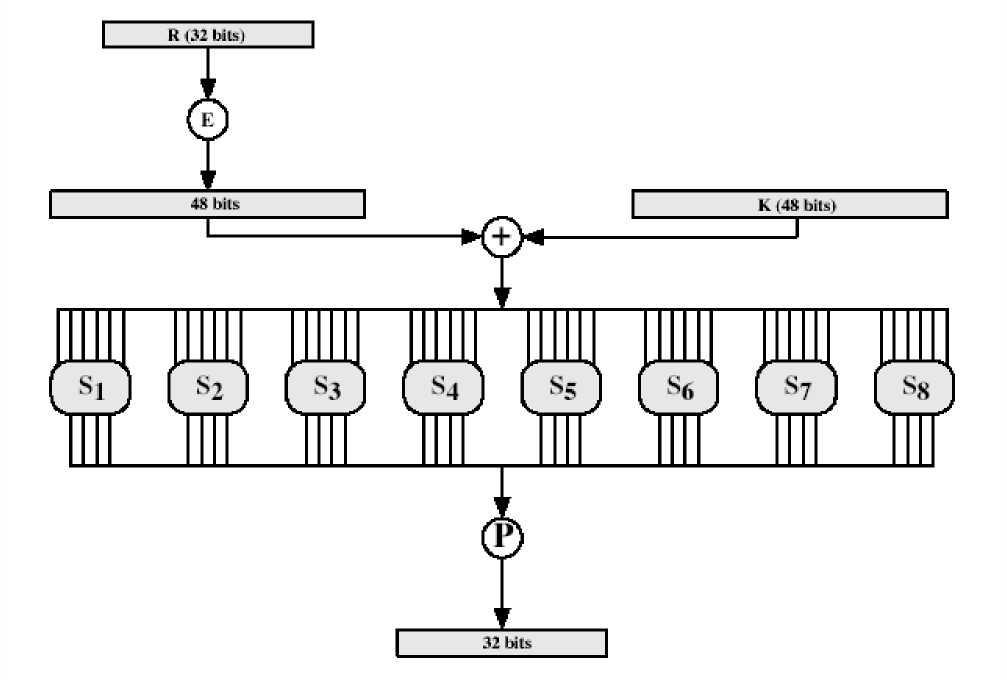 R (32 bits)
E
48 bits
K (48 bits)
+
S1 S2 S3 S4 S5 S6 S7 S8
P
32 bits